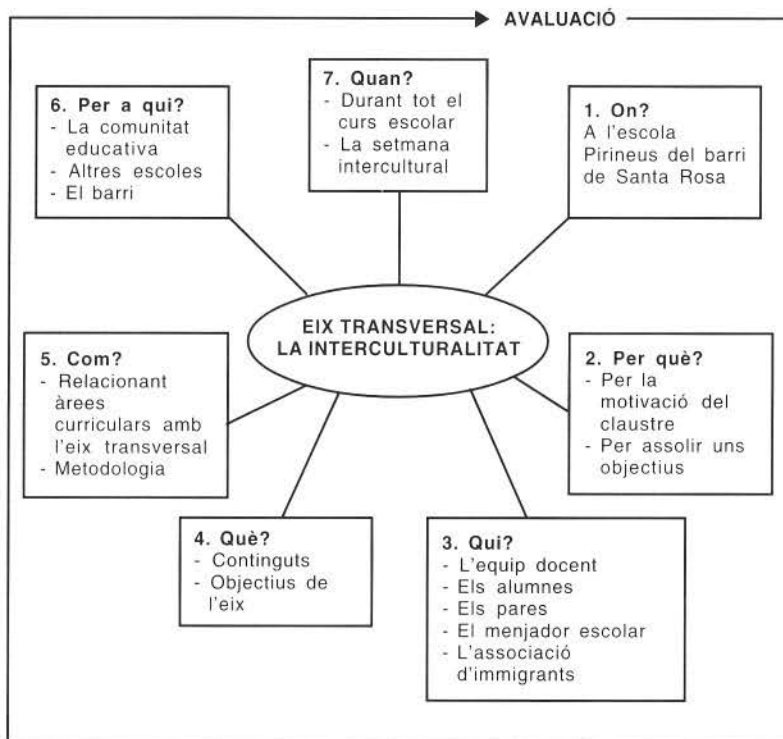 AVALUACIÓ
7. Quan?
- Durant tot el
curs escolar
- La setmana
intercultural
6. Per a qui?
- La comunitat
educativa
- Altres escoles
- El barri
1. On?
A l'escola
Pirineus del barri
de Santa Rosa
EIX TRANSVERSAL:
LA INTERCULTURALITAT
5. Com?
- Relacionant
àrees
curriculars amb
l'eix transversal
- Metodologia
2. Per què?
- Per la
motivació del
claustre
- Per assolir uns
objectius
4. Què?
- Continguts
- Objectius de
l'eix
3. Qui?
- L'equip docent
- Els alumnes
- Els pares
- El menjador escolar
- L'associació
d'immigrants